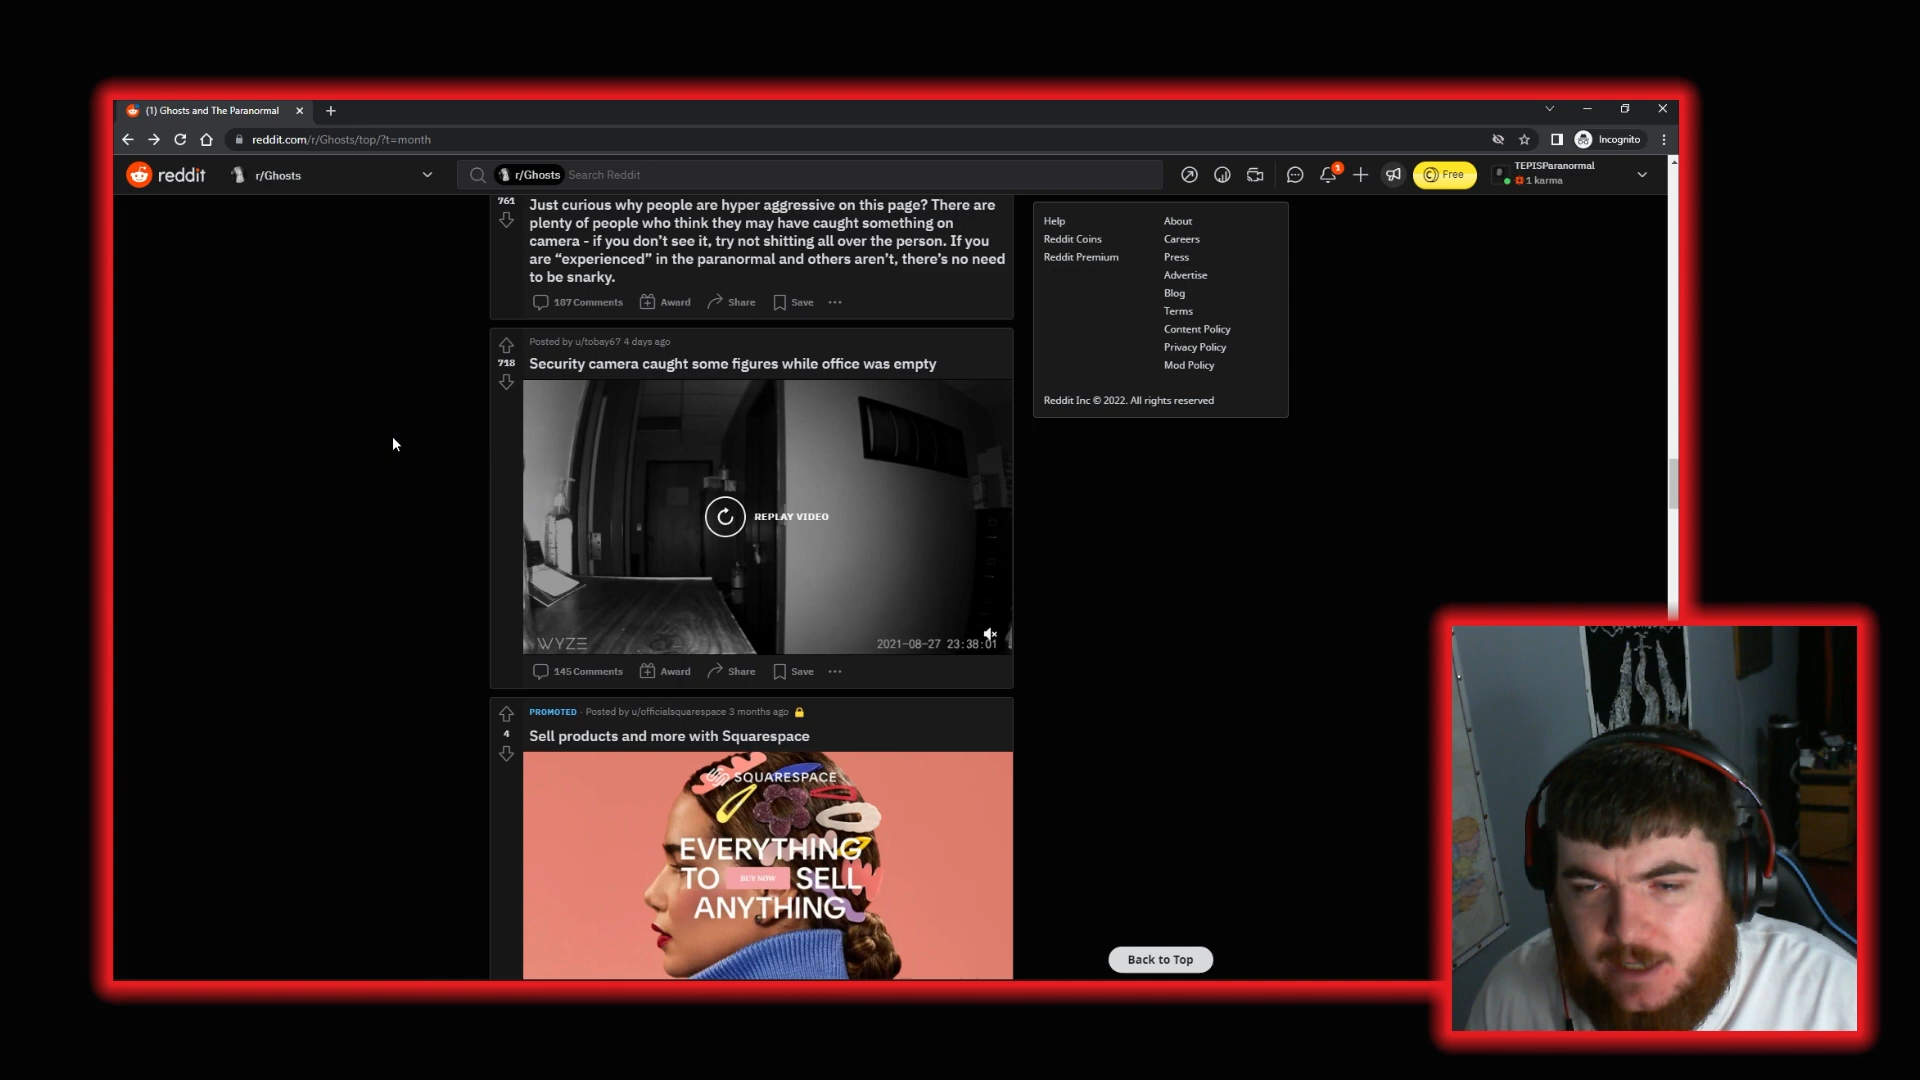 (1) Ghosts and The Paranormal
reddit.com/r/Ghosts/top/?t=month
Incognito
reddit
r/Ghosts
r/Ghosts Search Reddit
1
Free
TEPISParanormal
1 karma
761
Just curious why people are hyper aggressive on this page? There are
plenty of people who think they may have caught something on
camera - if you don't see it, try not shitting all over the person. If you
are “experienced” in the paranormal and others aren't, there's no need
to be snarky.
187 Comments Award Share Save
Help
Reddit Coins
Reddit Premium
About
Careers
Press
Advertise
Blog
Terms
Content Policy
Privacy Policy
Mod Policy
Reddit Inc © 2022. All rights reserved
Posted by u/tobay67 4 days ago
718
Security camera caught some figures while office was empty
REPLAY VIDEO
WYZE
2021-08-27 23:38:01
145 Comments Award Share Save
PROMOTED · Posted by u/officialsquarespace 3 months ago
4
Sell products and more with Squarespace
SQUARESPACE
EVERYTHING
TO BUY NOW SELL
ANYTHING
Back to Top